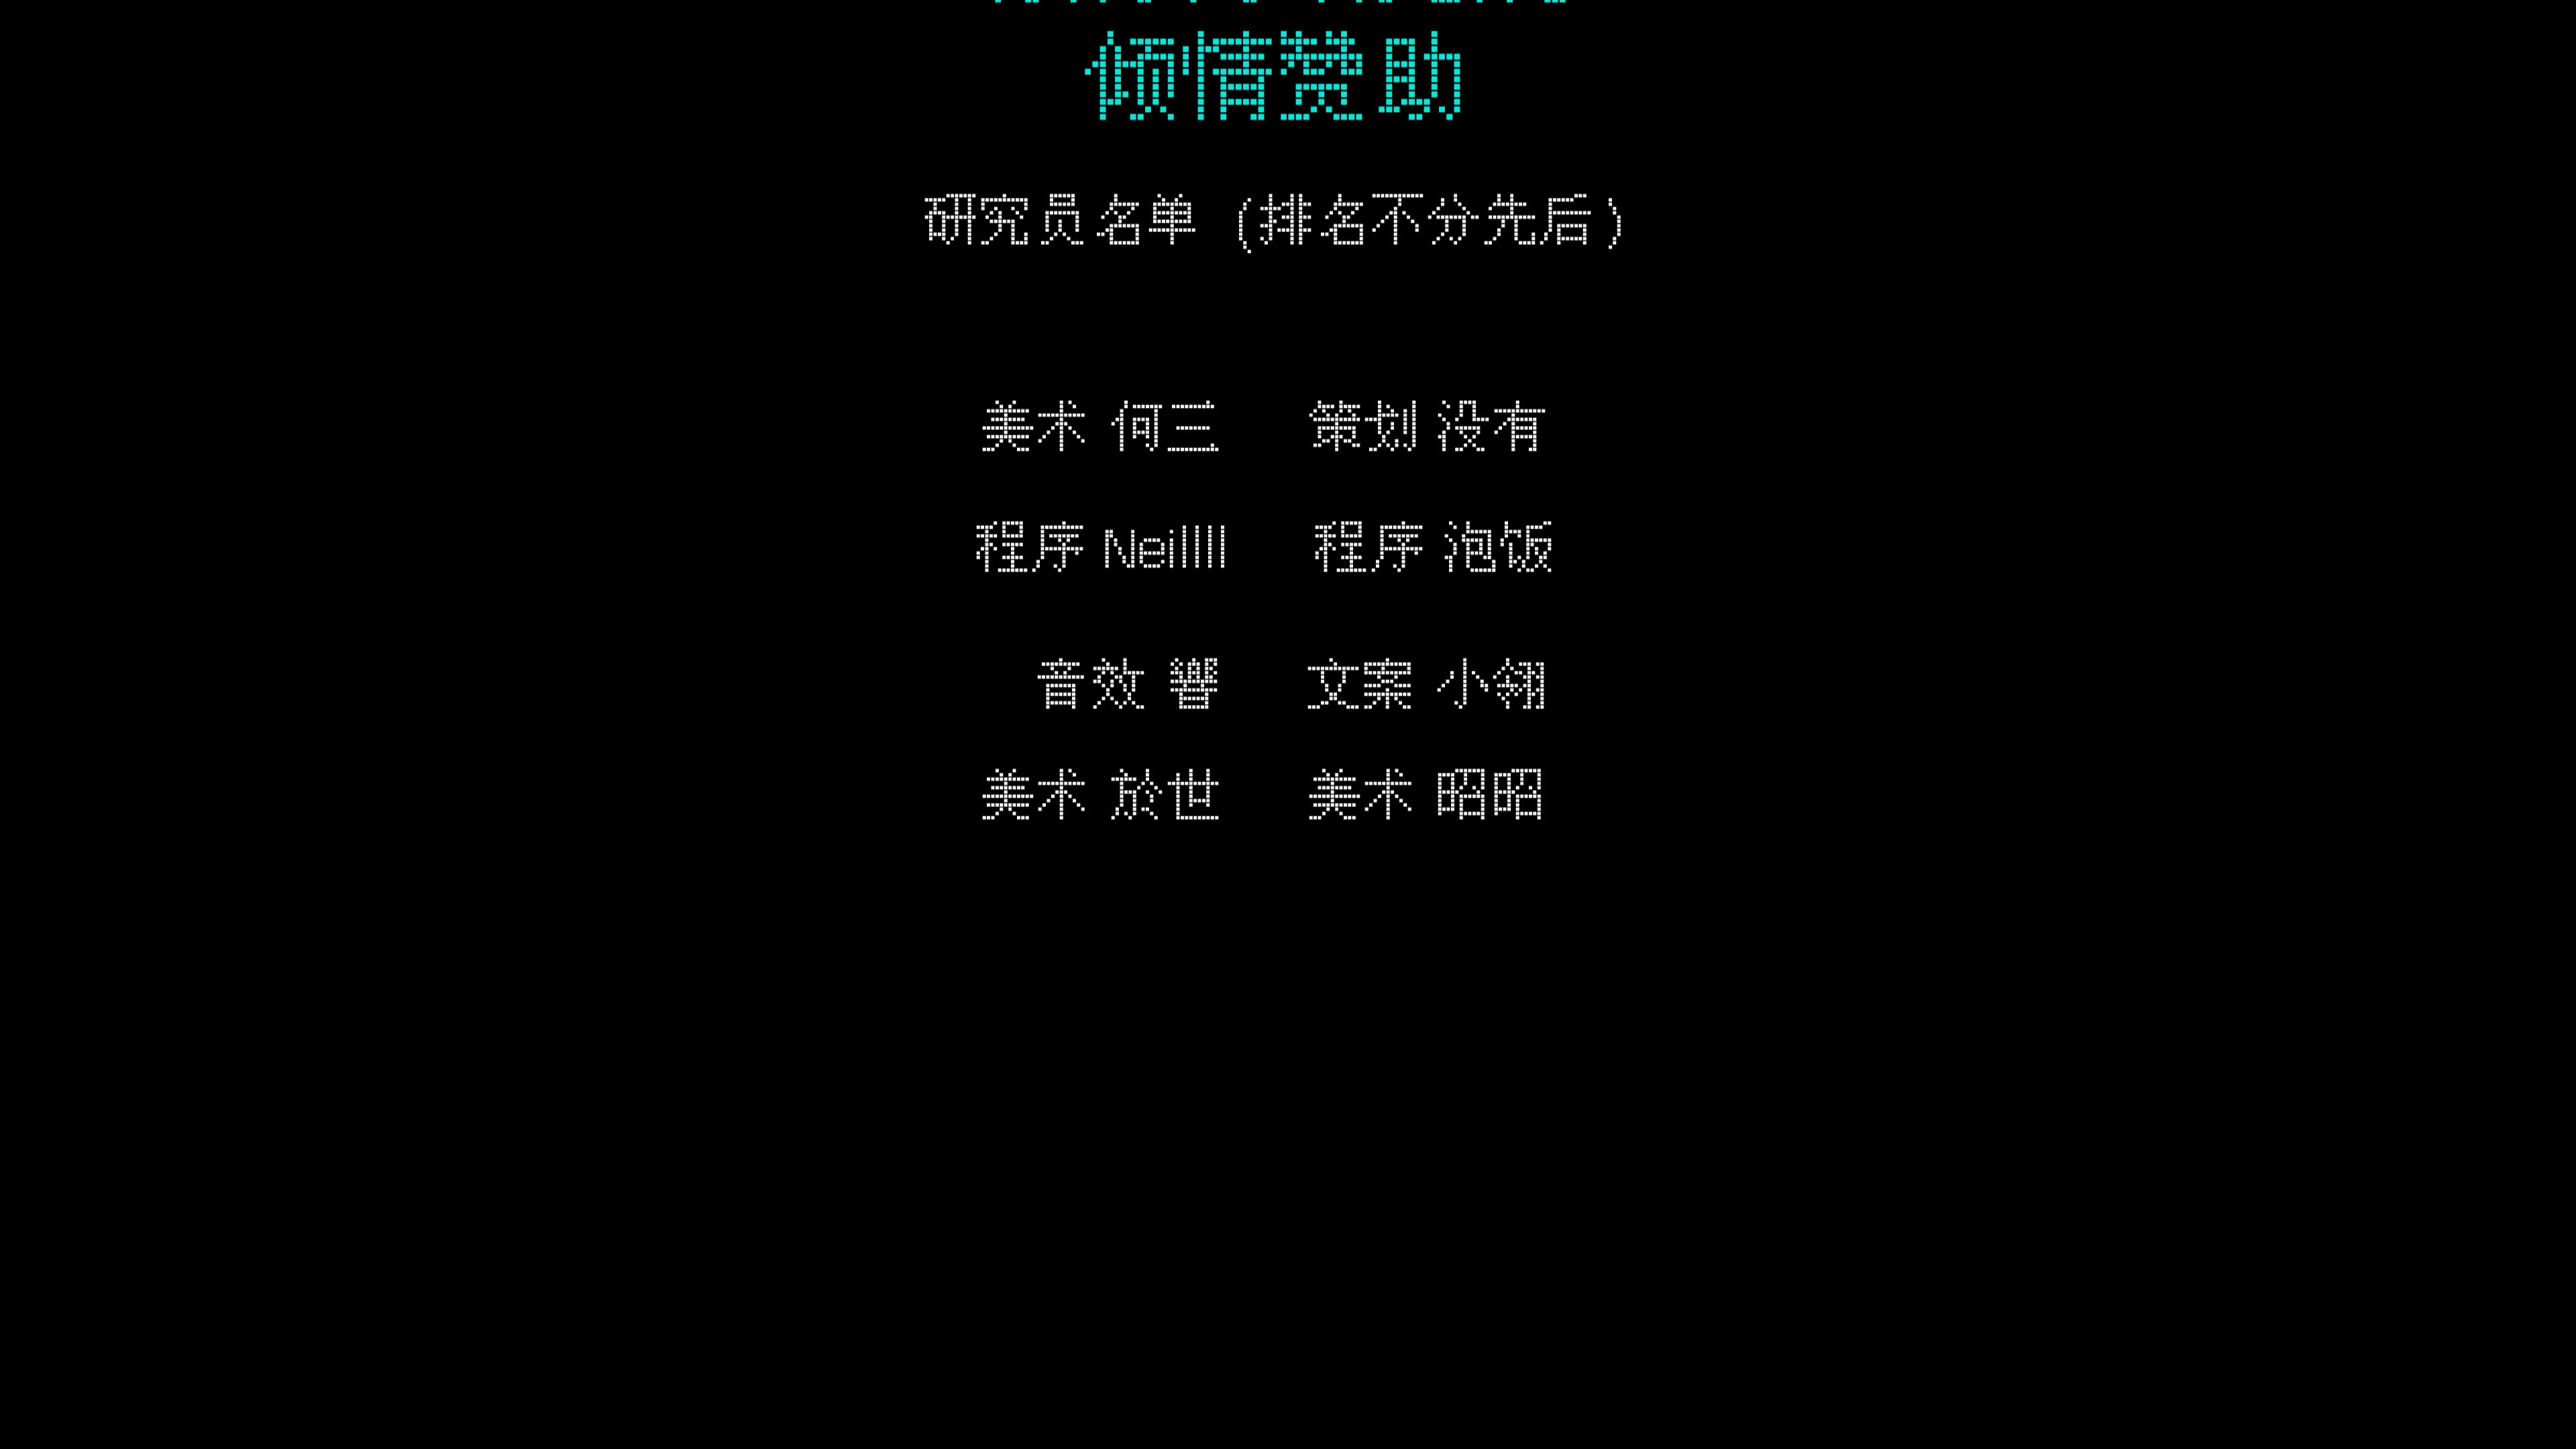 倾情赞助
研究员名单（排名不分先后）
美术 何三 策划 没有
程序 Neillll 程序 泡饭
音效 響 文案 小翎
美术 於世 美术 昭昭